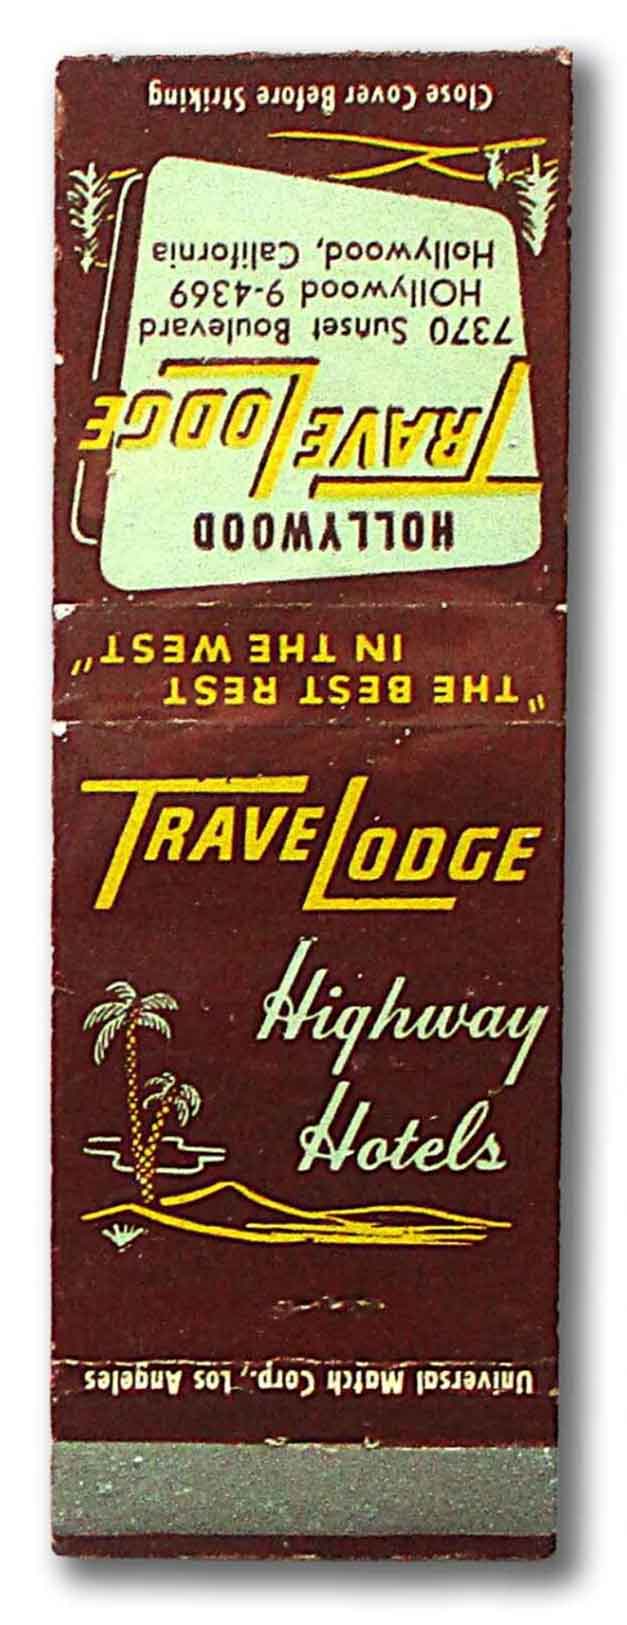 Close Cover Before Striking
HOLLYWOOD
TRAVELODGE
7370 Sunset Boulevard
HOllywood 9-4369
Hollywood, California
"THE BEST REST
IN THE WEST"
TRAVELODGE
Highway
Hotels
Universal Match Corp., Los Angeles